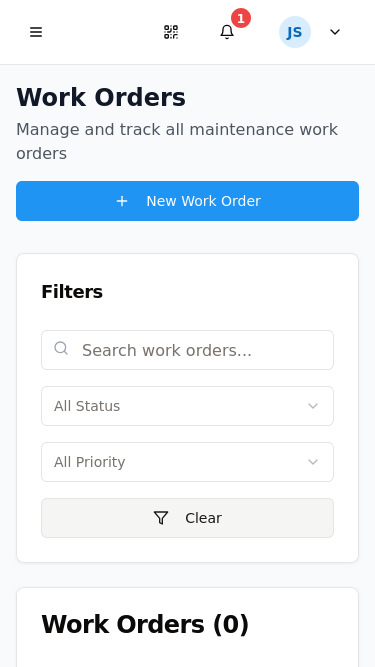 1
JS
Work Orders
Manage and track all maintenance work
orders
New Work Order
Filters
Search work orders...
All Status
All Priority
Clear
Work Orders (0)